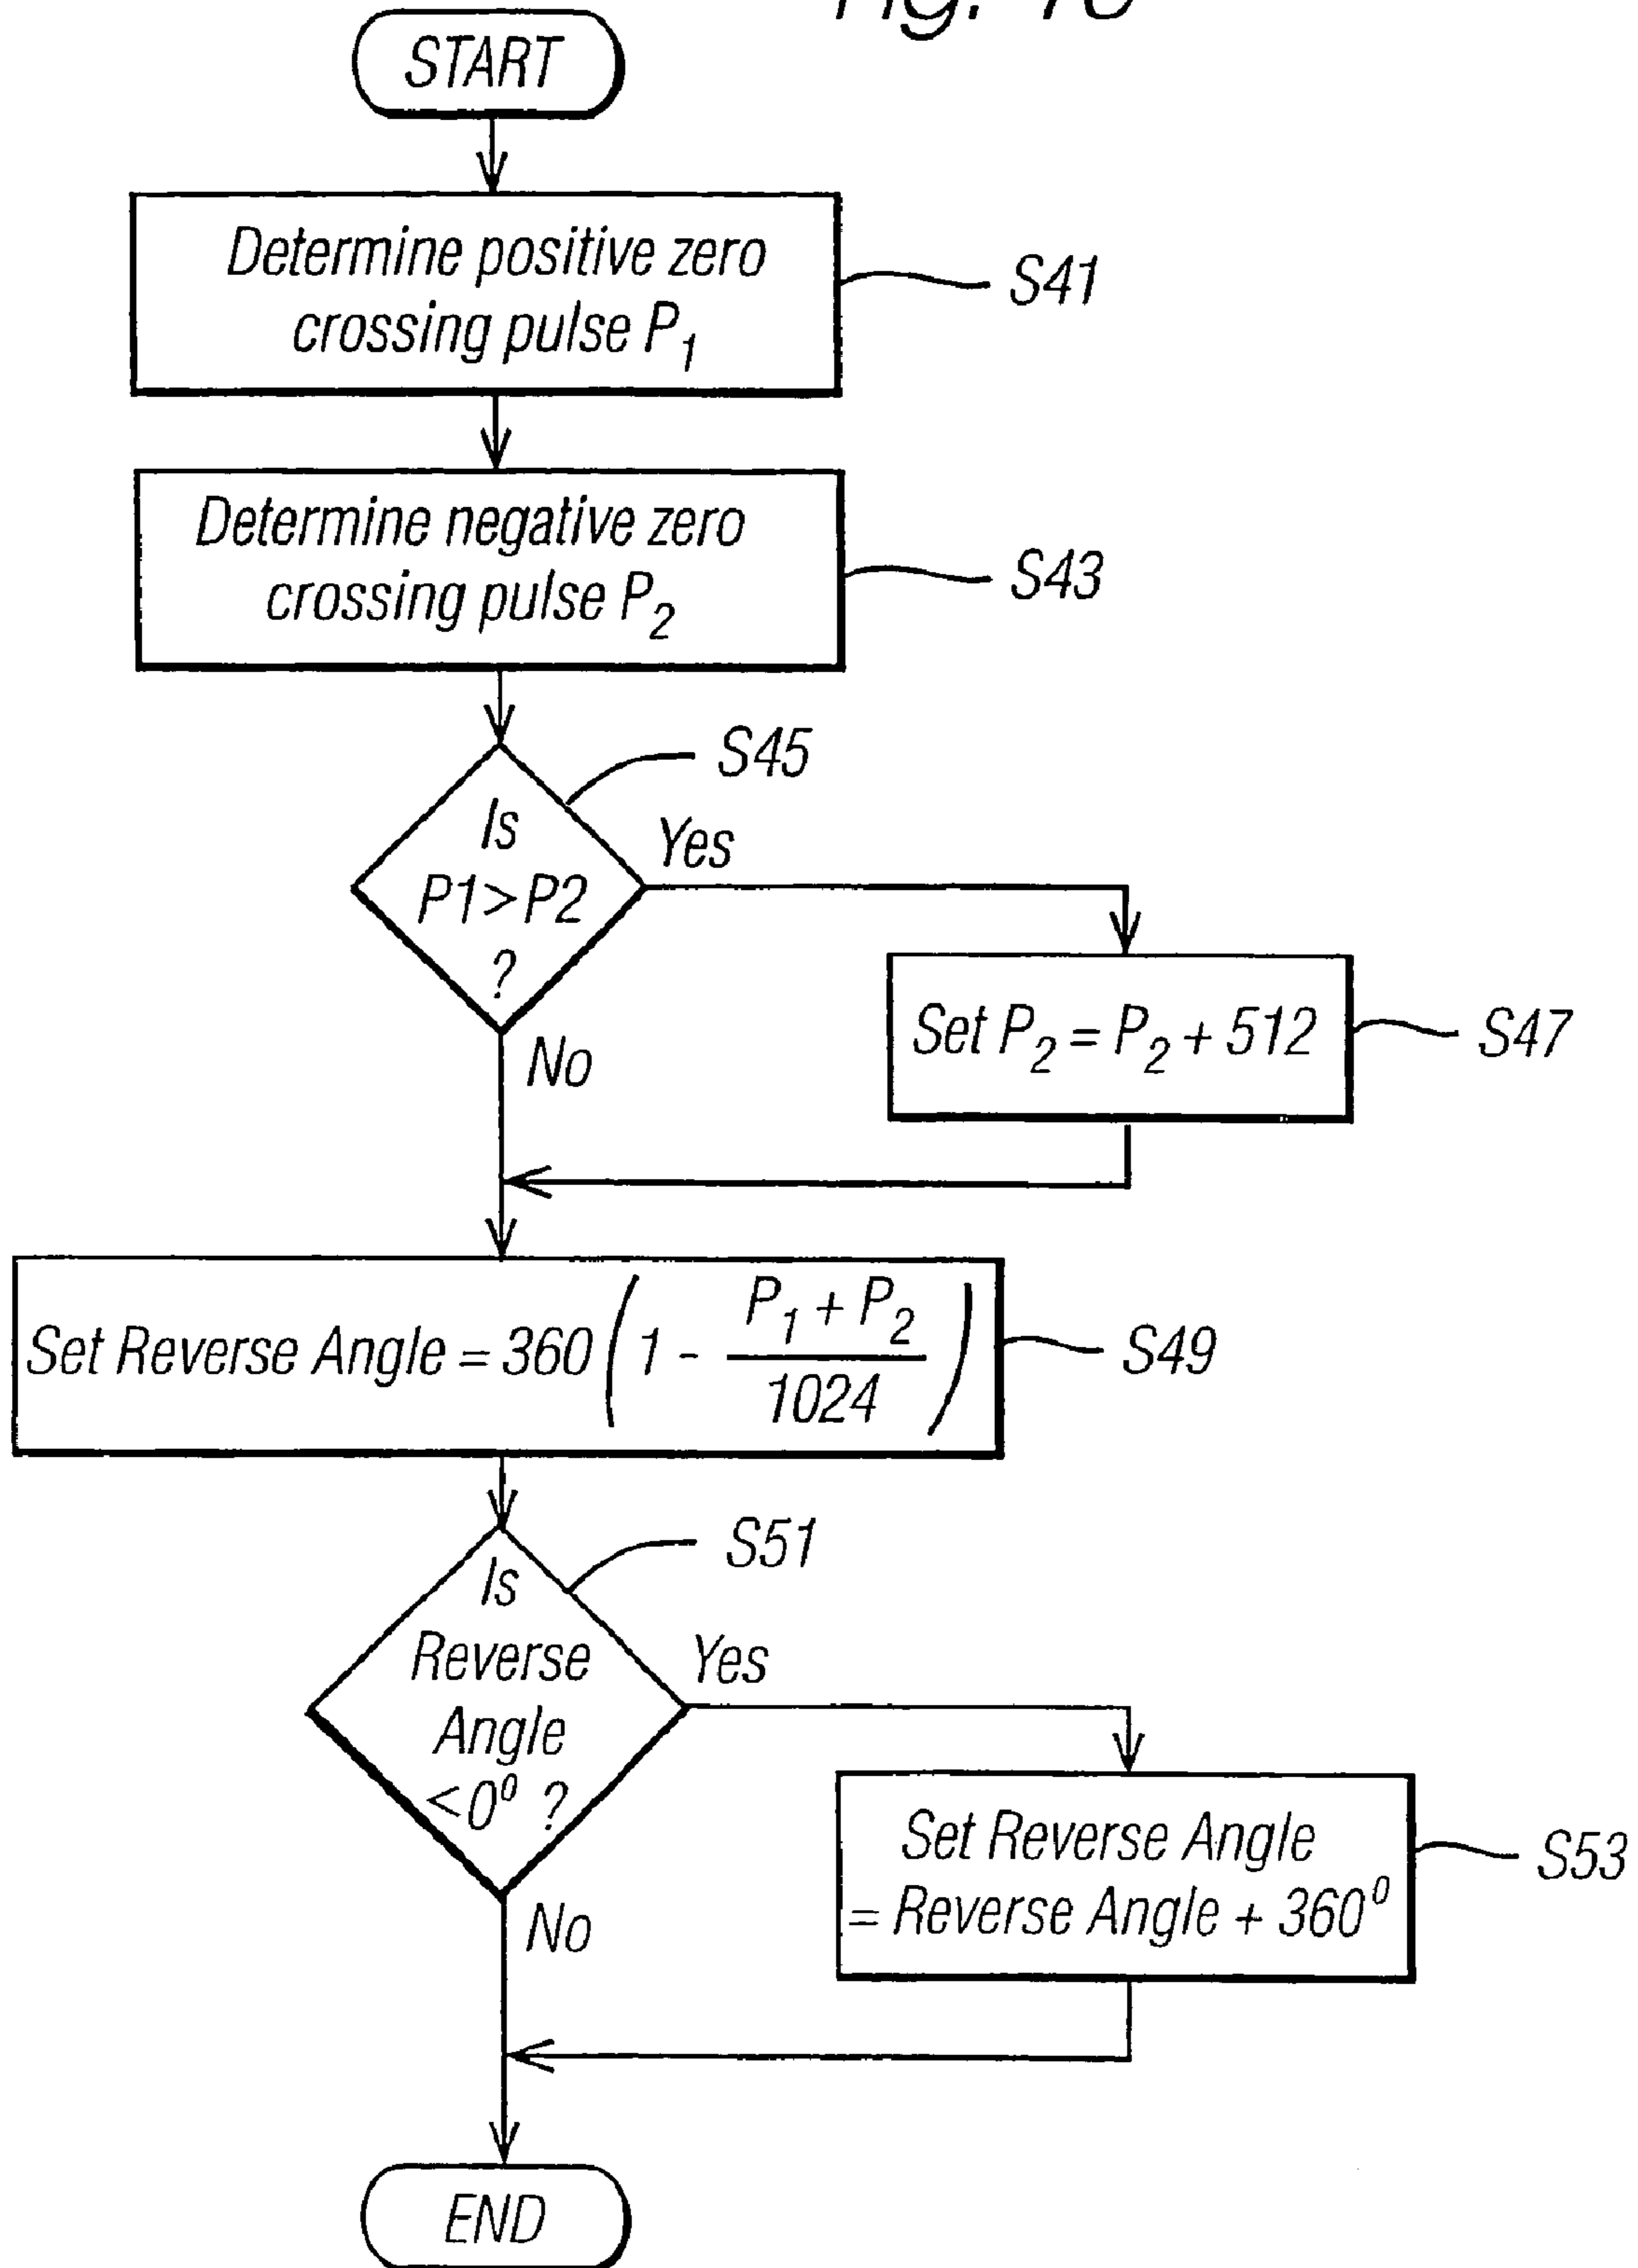 START
Determine positive zero
crossing pulse P₁
S41
Determine negative zero
crossing pulse P₂
S43
S45
Is
P1>P2
?
Yes
No
Set P₂ = P₂ + 512
S47
Set Reverse Angle = 360 (1 - P₁ + P₂ / 1024)
S49
S51
Is
Reverse
Angle
<0⁰ ?
Yes
No
Set Reverse Angle
= Reverse Angle + 360⁰
S53
END